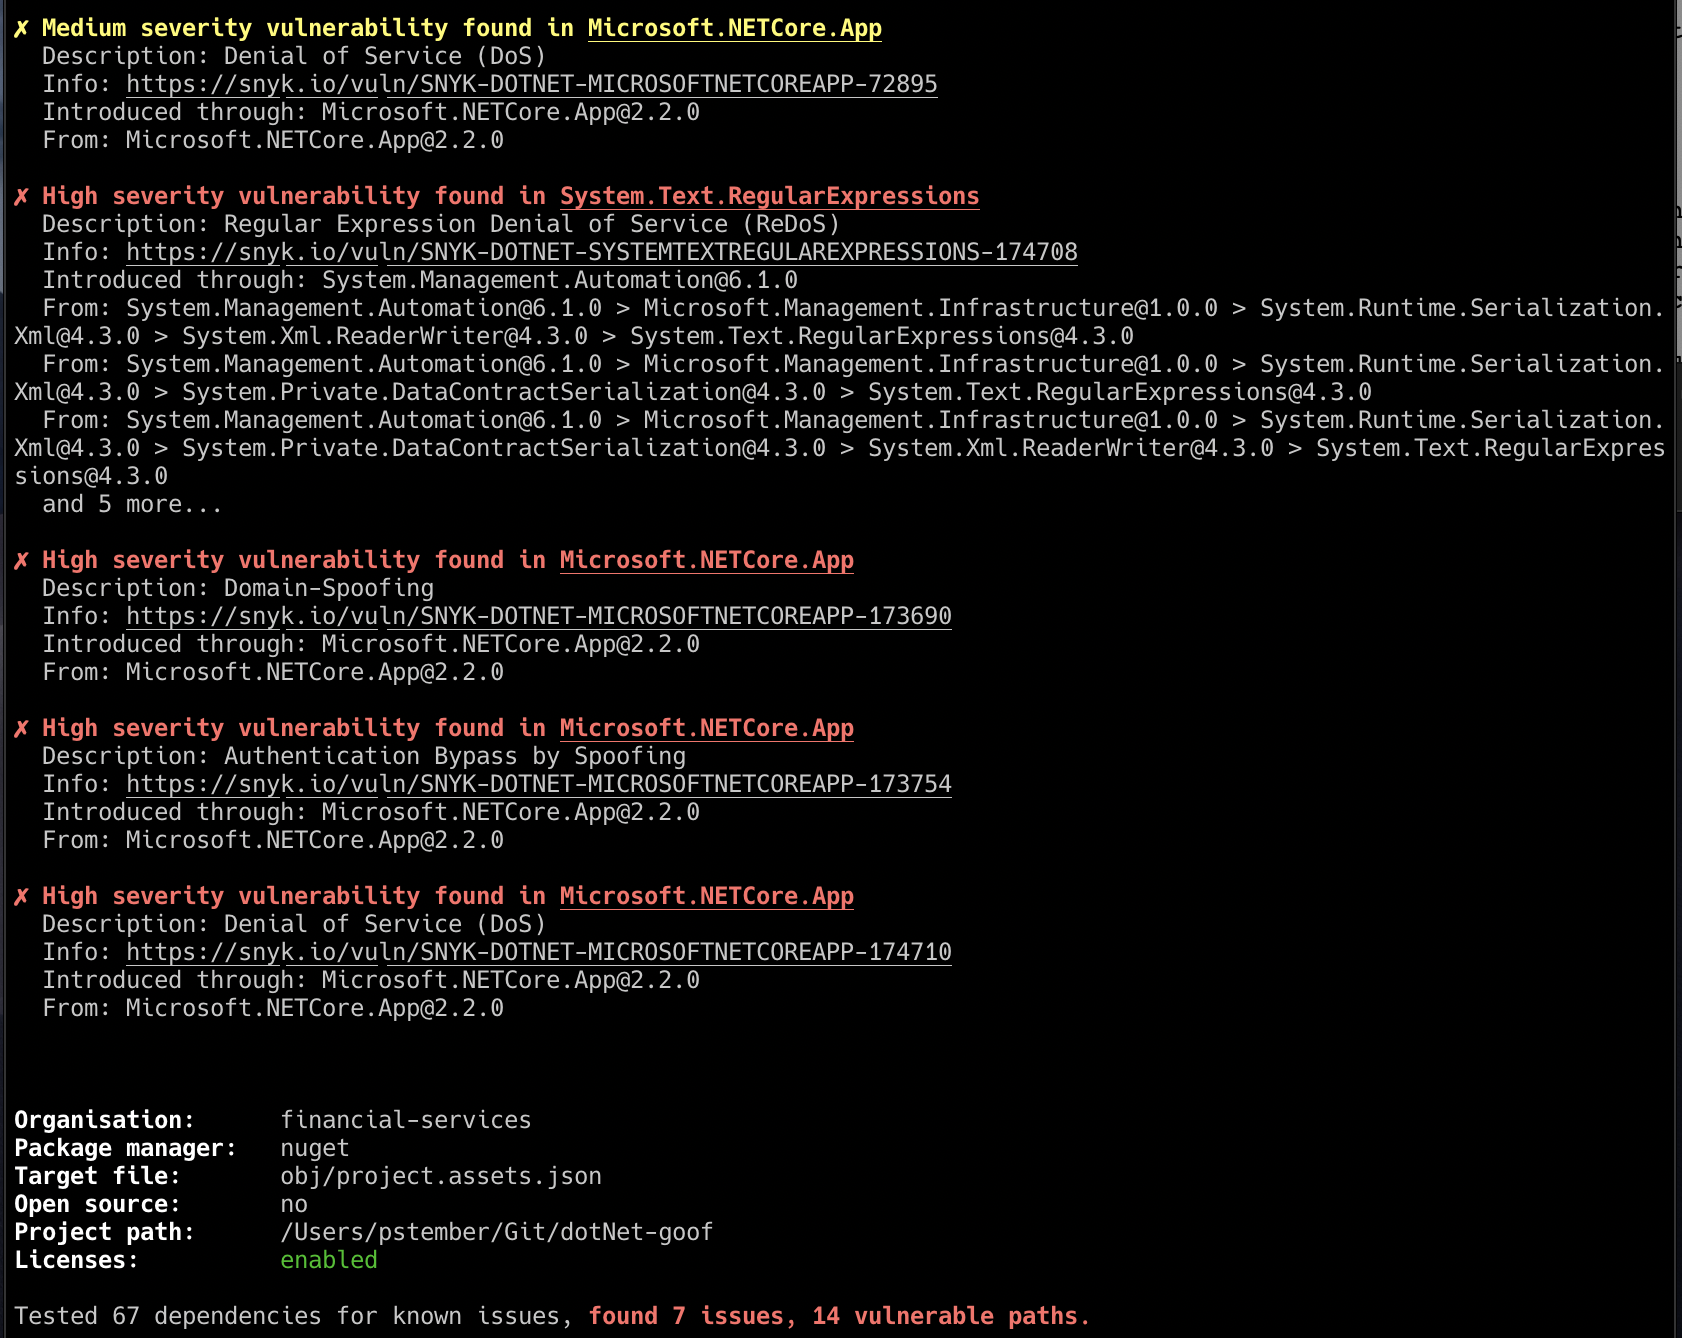 ✗ Medium severity vulnerability found in Microsoft.NETCore.App
  Description: Denial of Service (DoS)
  Info: https://snyk.io/vuln/SNYK-DOTNET-MICROSOFTNETCOREAPP-72895
  Introduced through: Microsoft.NETCore.App@2.2.0
  From: Microsoft.NETCore.App@2.2.0

✗ High severity vulnerability found in System.Text.RegularExpressions
  Description: Regular Expression Denial of Service (ReDoS)
  Info: https://snyk.io/vuln/SNYK-DOTNET-SYSTEMTEXTREGULAREXPRESSIONS-174708
  Introduced through: System.Management.Automation@6.1.0
  From: System.Management.Automation@6.1.0 > Microsoft.Management.Infrastructure@1.0.0 > System.Runtime.Serialization.
Xml@4.3.0 > System.Xml.ReaderWriter@4.3.0 > System.Text.RegularExpressions@4.3.0
  From: System.Management.Automation@6.1.0 > Microsoft.Management.Infrastructure@1.0.0 > System.Runtime.Serialization.
Xml@4.3.0 > System.Private.DataContractSerialization@4.3.0 > System.Text.RegularExpressions@4.3.0
  From: System.Management.Automation@6.1.0 > Microsoft.Management.Infrastructure@1.0.0 > System.Runtime.Serialization.
Xml@4.3.0 > System.Private.DataContractSerialization@4.3.0 > System.Xml.ReaderWriter@4.3.0 > System.Text.RegularExpres
sions@4.3.0
  and 5 more...

✗ High severity vulnerability found in Microsoft.NETCore.App
  Description: Domain-Spoofing
  Info: https://snyk.io/vuln/SNYK-DOTNET-MICROSOFTNETCOREAPP-173690
  Introduced through: Microsoft.NETCore.App@2.2.0
  From: Microsoft.NETCore.App@2.2.0

✗ High severity vulnerability found in Microsoft.NETCore.App
  Description: Authentication Bypass by Spoofing
  Info: https://snyk.io/vuln/SNYK-DOTNET-MICROSOFTNETCOREAPP-173754
  Introduced through: Microsoft.NETCore.App@2.2.0
  From: Microsoft.NETCore.App@2.2.0

✗ High severity vulnerability found in Microsoft.NETCore.App
  Description: Denial of Service (DoS)
  Info: https://snyk.io/vuln/SNYK-DOTNET-MICROSOFTNETCOREAPP-174710
  Introduced through: Microsoft.NETCore.App@2.2.0
  From: Microsoft.NETCore.App@2.2.0

Organisation:      financial-services
Package manager:   nuget
Target file:       obj/project.assets.json
Open source:       no
Project path:      /Users/pstember/Git/dotNet-goof
Licenses:          enabled

Tested 67 dependencies for known issues, found 7 issues, 14 vulnerable paths.